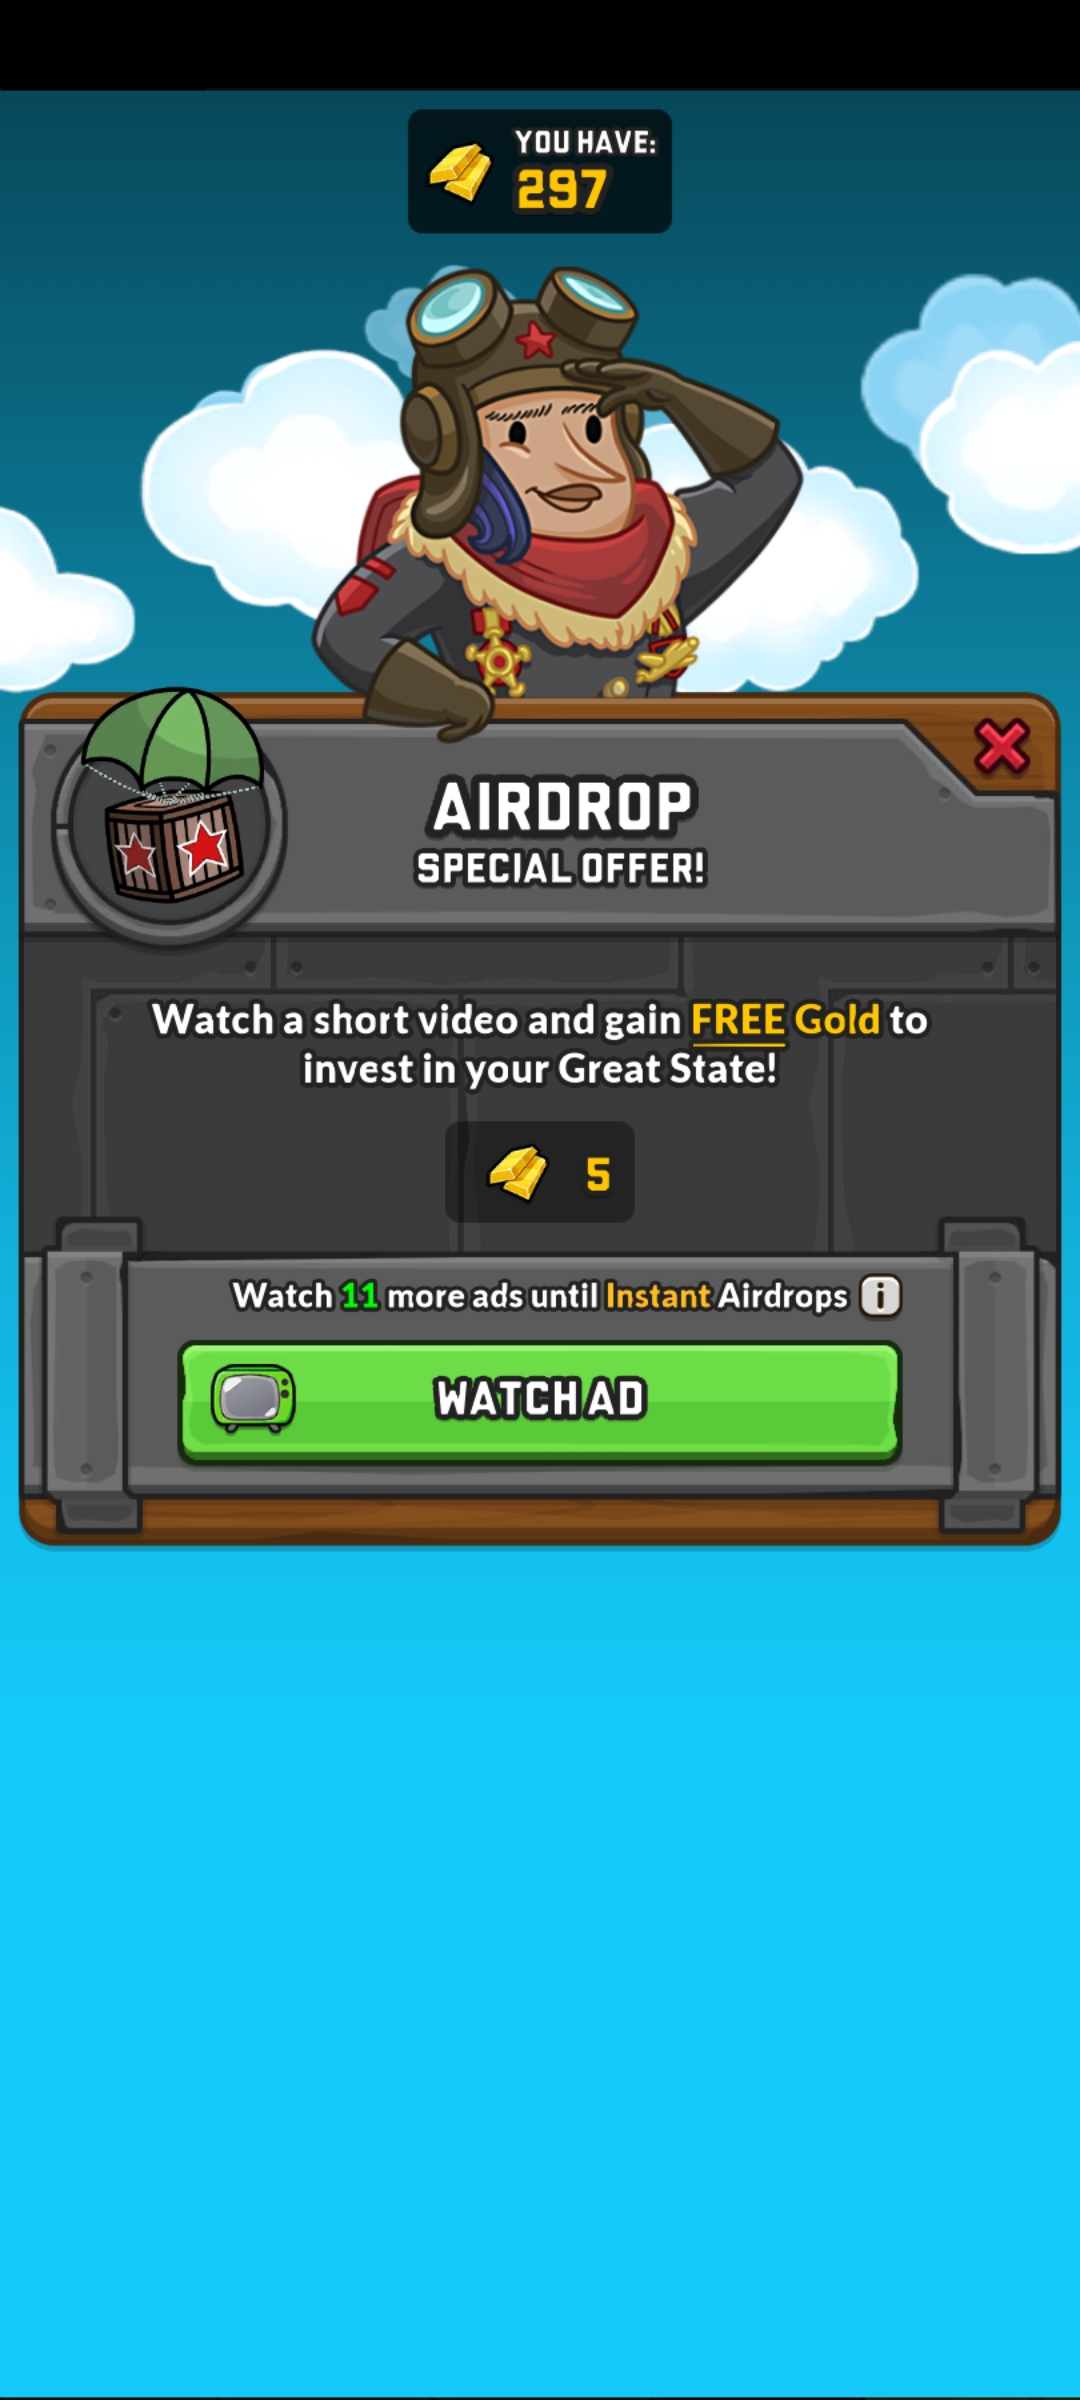 YOU HAVE:
297
AIRDROP
SPECIAL OFFER!
Watch a short video and gain FREE Gold to
invest in your Great State!
5
Watch 11 more ads until Instant Airdrops i
WATCH AD